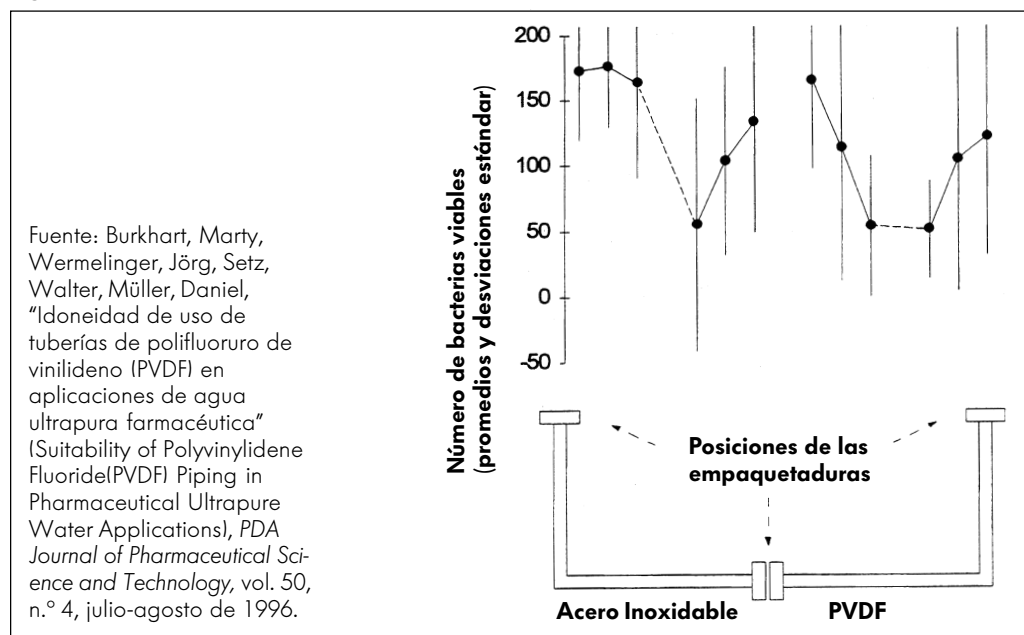 Fuente: Burkhart, Marty,
Wermelinger, Jörg, Setz,
Walter, Müller, Daniel,
"Idoneidad de uso de
tuberías de polifluoruro de
vinilideno (PVDF) en
aplicaciones de agua
ultrapura farmacéutica"
(Suitability of Polyvinylidene
Fluoride(PVDF) Piping in
Pharmaceutical Ultrapure
Water Applications), PDA
Journal of Pharmaceutical Sci-
ence and Technology, vol. 50,
n.º 4, julio-agosto de 1996.
Número de bacterias viables
(promedios y desviaciones estándar)
200
150
100
50
0
-50
Posiciones de las
empaquetaduras
Acero Inoxidable
PVDF